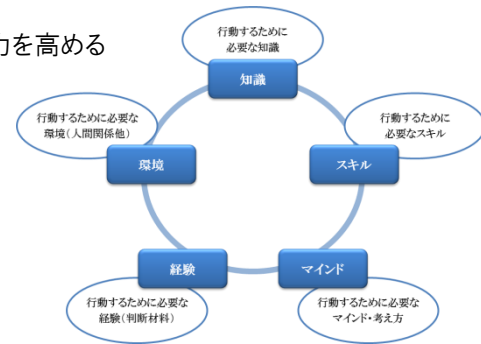 力を高める
行動するために
必要な知識
知識
行動するために必要な
環境(人間関係他)
環境
行動するために
必要なスキル
スキル
経験
行動するために必要な
経験(判断材料)
マインド
行動するために必要な
マインド・考え方